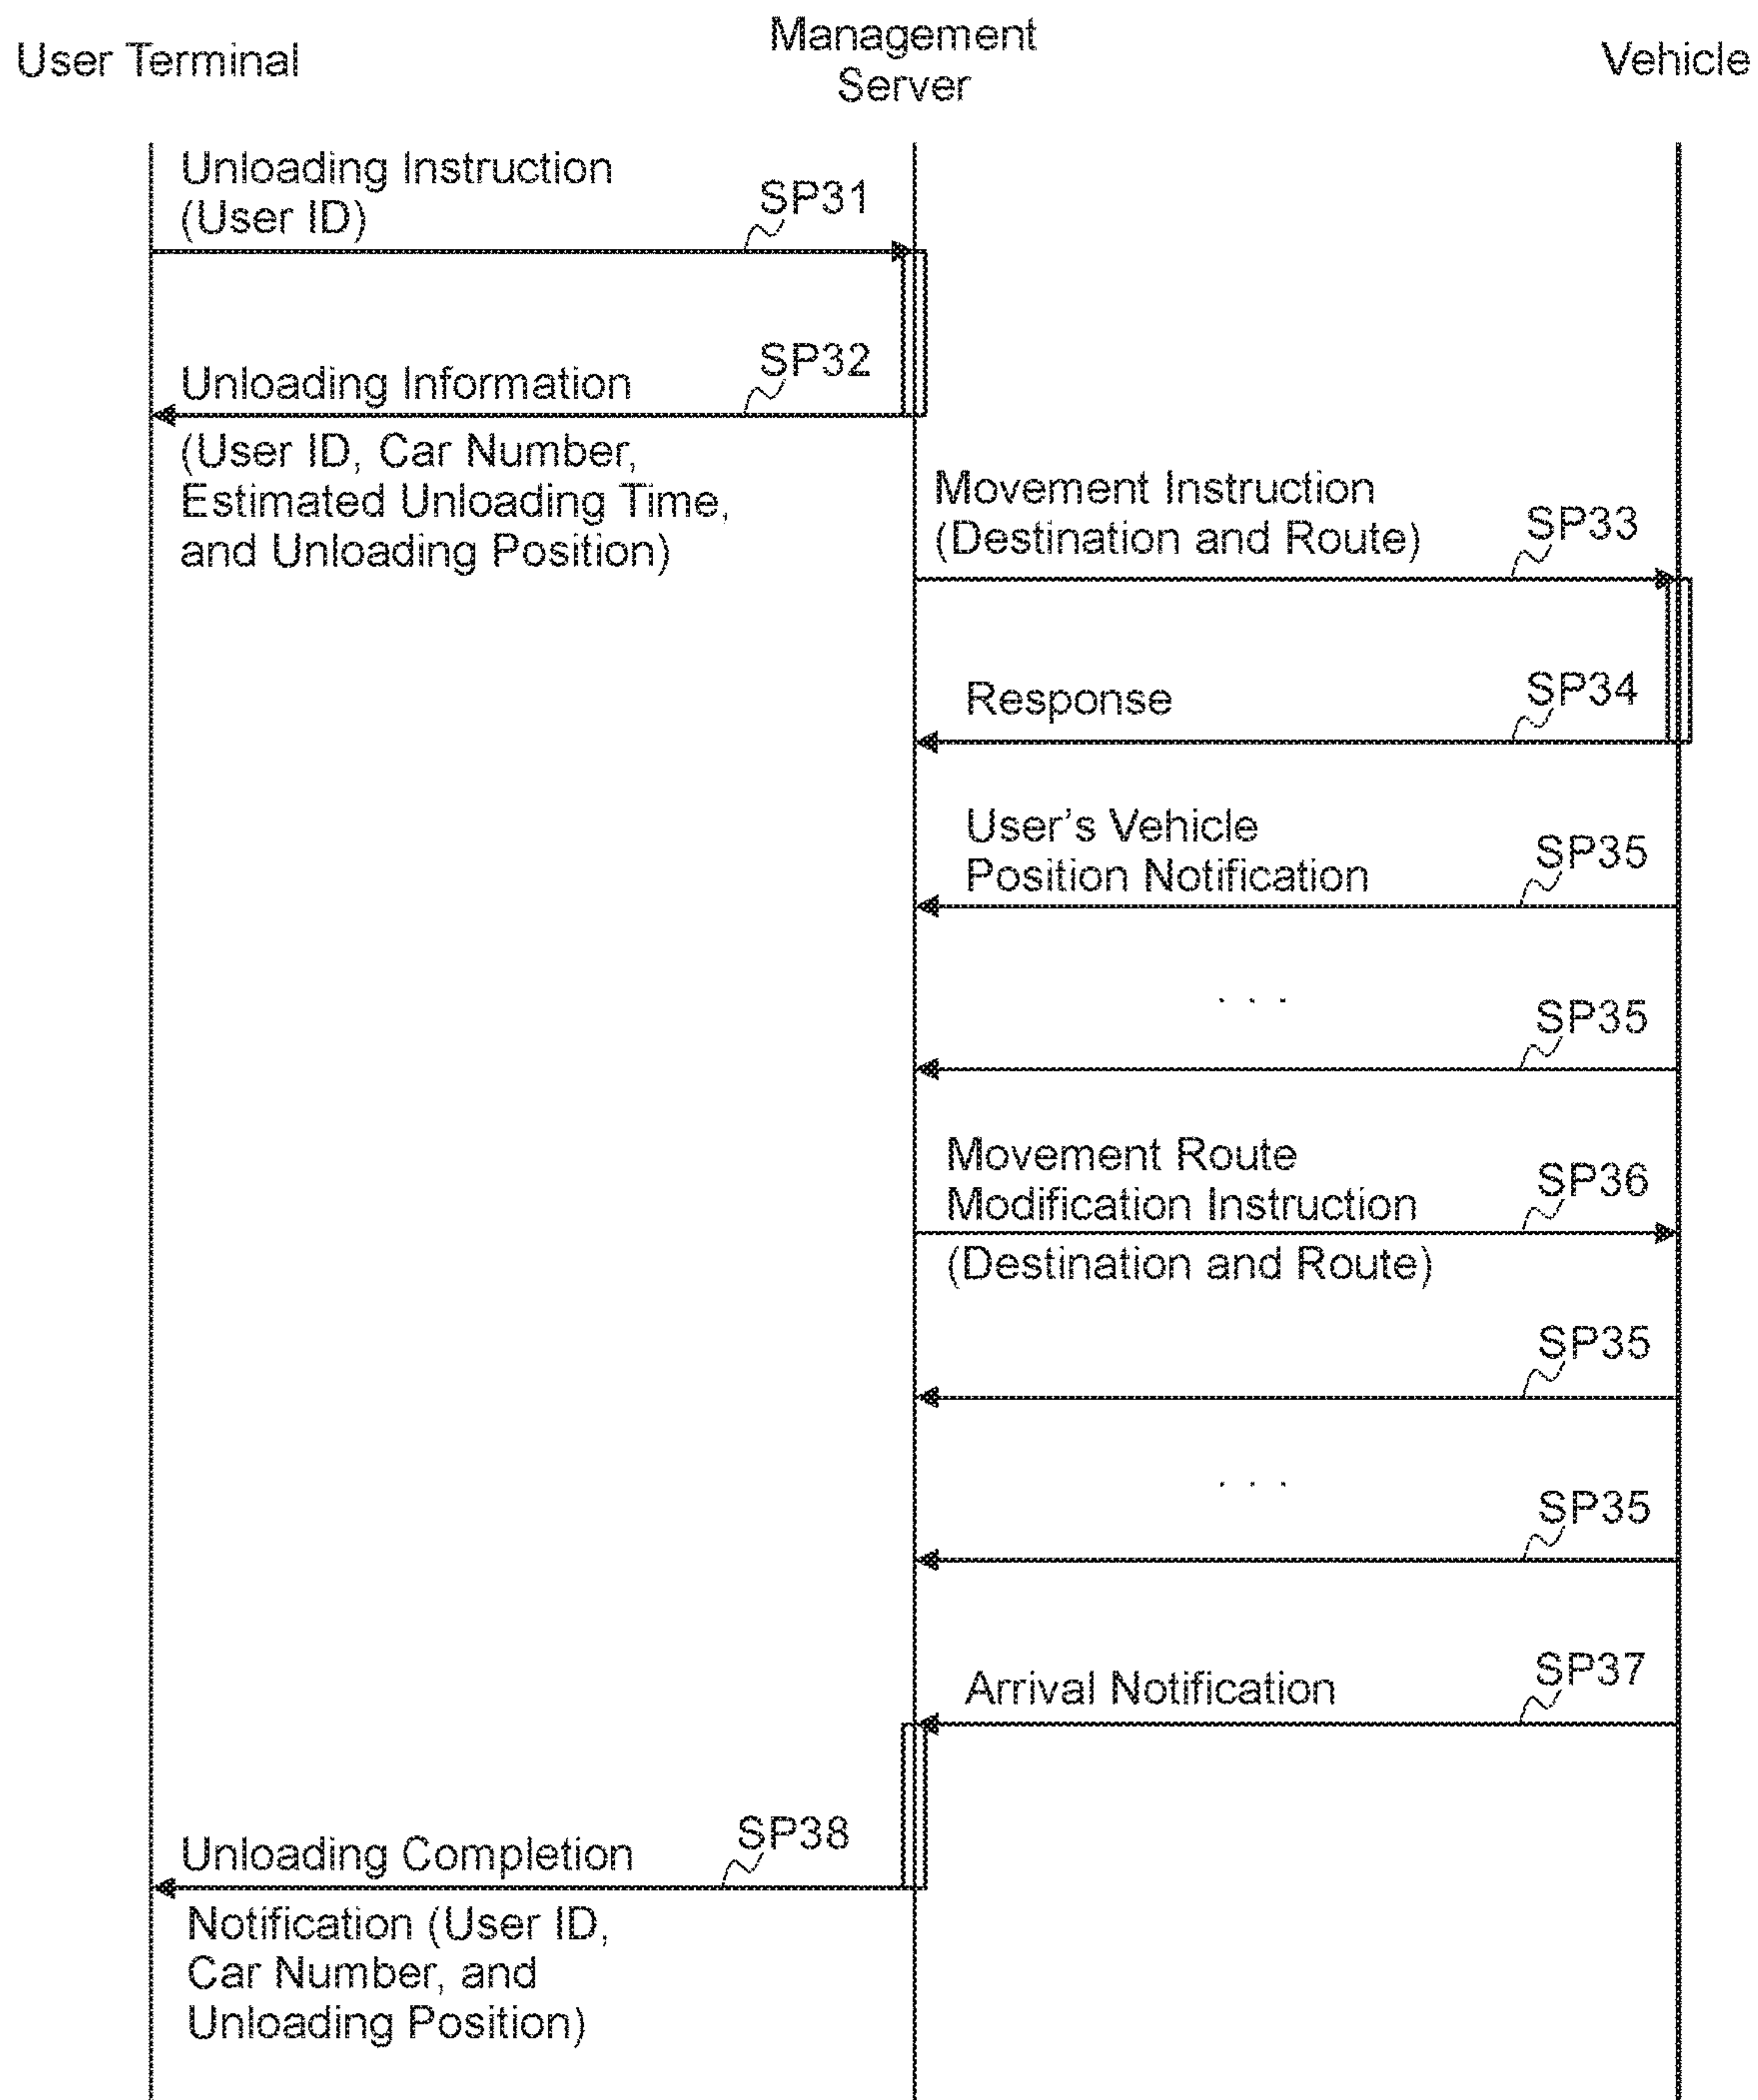 User Terminal
Management
Server
Vehicle
Unloading Instruction
(User ID)
SP31
SP32
Unloading Information
(User ID, Car Number,
Estimated Unloading Time,
and Unloading Position)
Movement Instruction
(Destination and Route)
SP33
Response
SP34
User's Vehicle
Position Notification
SP35
. . .
SP35
Movement Route
Modification Instruction
SP36
(Destination and Route)
SP35
. . .
SP35
Arrival Notification
SP37
Unloading Completion
SP38
Notification (User ID,
Car Number, and
Unloading Position)